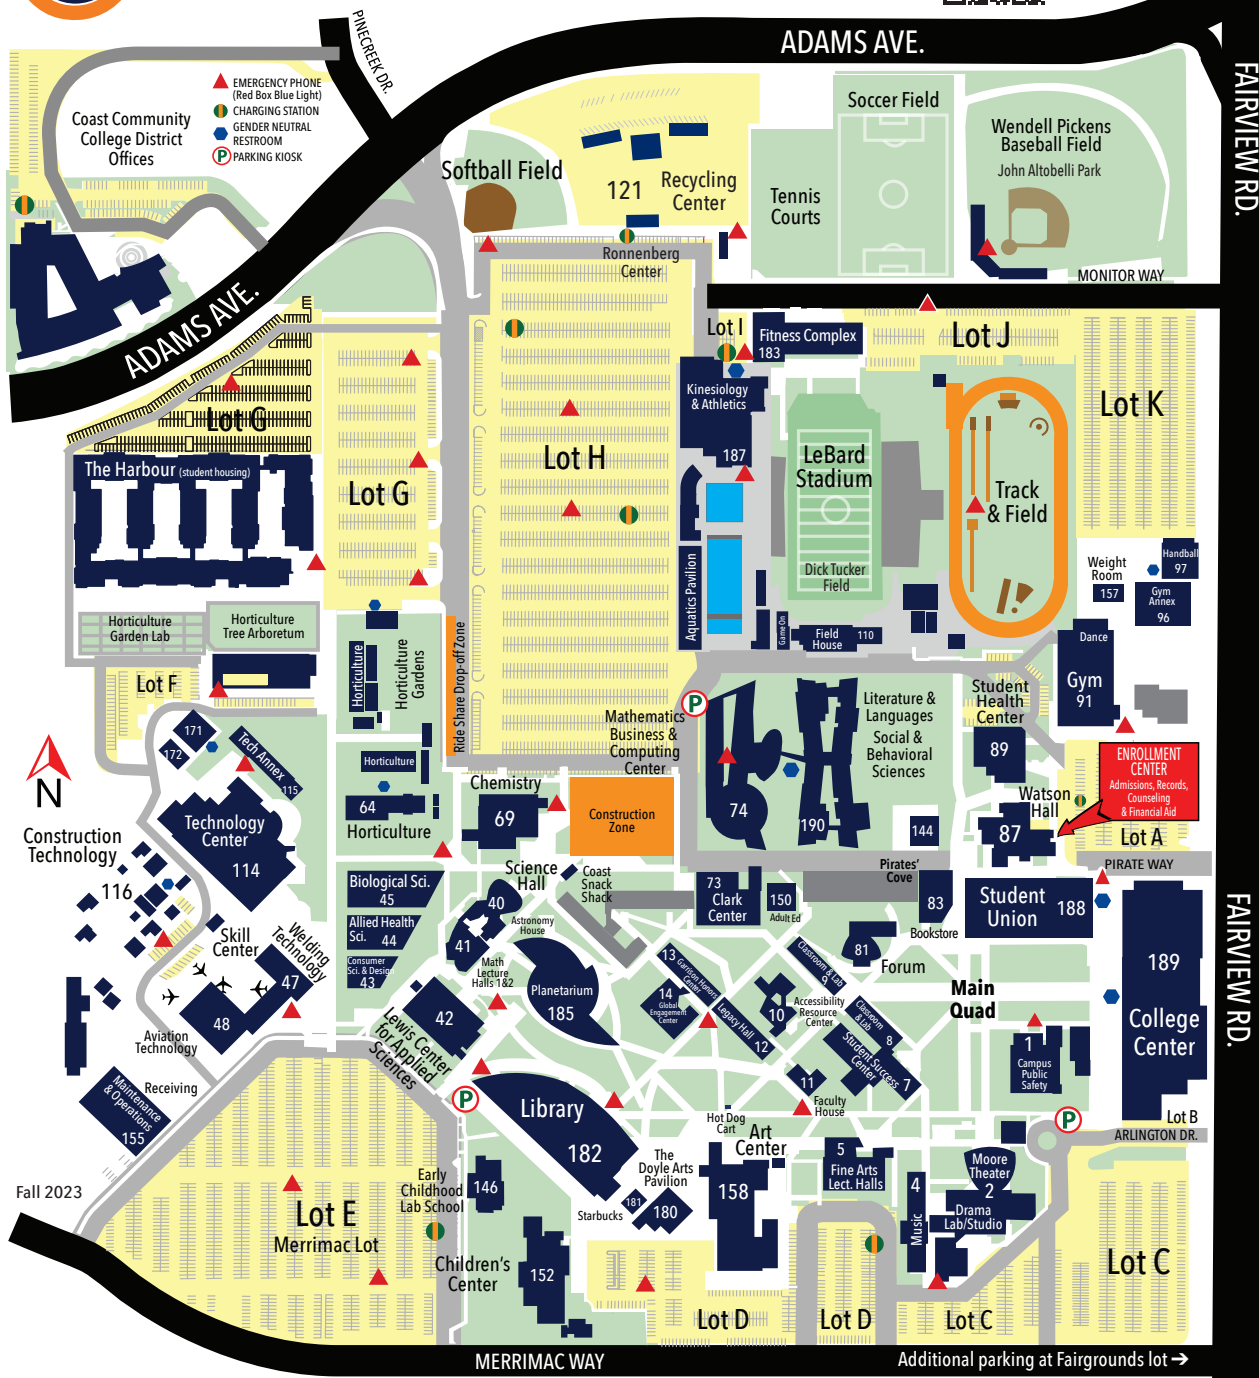 ADAMS AVE.
PINECREEK DR.
FAIRVIEW RD.
EMERGENCY PHONE
(Red Box Blue Light)
CHARGING STATION
GENDER NEUTRAL
RESTROOM
P PARKING KIOSK
Coast Community
College District
Offices
Softball Field
121
Recycling
Center
Ronnenberg
Center
Tennis
Courts
Soccer Field
Wendell Pickens
Baseball Field
John Altobelli Park
MONITOR WAY
ADAMS AVE.
Lot I
Fitness Complex
183
Lot J
Lot K
Kinesiology
& Athletics
187
Lot G
Lot G
Lot H
LeBard
Stadium
Dick Tucker
Field
Track
& Field
The Harbour (student housing)
Aquatics Pavilion
Game On
Field
House
110
Weight
Room
157
Handball
97
Gym
Annex
96
Dance
Gym
91
Horticulture
Garden Lab
Horticulture
Tree Arboretum
Horticulture
Horticulture
Gardens
Ride Share Drop-off Zone
Lot F
171
172
Tech Annex
115
Horticulture
64
Horticulture
N
Technology
Center
114
Construction
Technology
116
Chemistry
69
Construction
Zone
Mathematics
Business &
Computing
Center
P
74
190
Literature &
Languages
Social &
Behavioral
Sciences
144
Student
Health
Center
89
ENROLLMENT
CENTER
Admissions, Records,
Counseling
& Financial Aid
Watson
Hall
87
Lot A
PIRATE WAY
Pirates'
Cove
83
Bookstore
Student
Union
188
189
College
Center
FAIRVIEW RD.
Biological Sci.
45
Allied Health
Sci.
44
Consumer
Sci. & Design
43
Science
Hall
40
41
Astronomy
House
Math
Lecture
Halls 1&2
Coast
Snack
Shack
73
Clark
Center
150
Adult Ed
81
Forum
Planetarium
185
13
Garrison Honors
Center
14
Global
Engagement
Center
Legacy Hall
12
10
Accessibility
Resource
Center
Classroom & Lab
9
Classroom
& Lab
8
Student Success
Center
7
11
Faculty
House
Main
Quad
1
Campus
Public
Safety
Skill
Center
Welding
Technology
47
48
Aviation
Technology
42
Lewis Center
for Applied
Sciences
Receiving
Maintenance
& Operations
155
P
Library
182
Hot Dog
Cart
Art
Center
158
The
Doyle Arts
Pavilion
181
180
Starbucks
5
Fine Arts
Lect. Halls
4
Music
Moore
Theater
2
Drama
Lab/Studio
P
Lot B
ARLINGTON DR.
Early
Childhood
Lab School
146
Children's
Center
152
Fall 2023
Lot E
Merrimac Lot
Lot D
Lot D
Lot C
Lot C
MERRIMAC WAY
Additional parking at Fairgrounds lot →